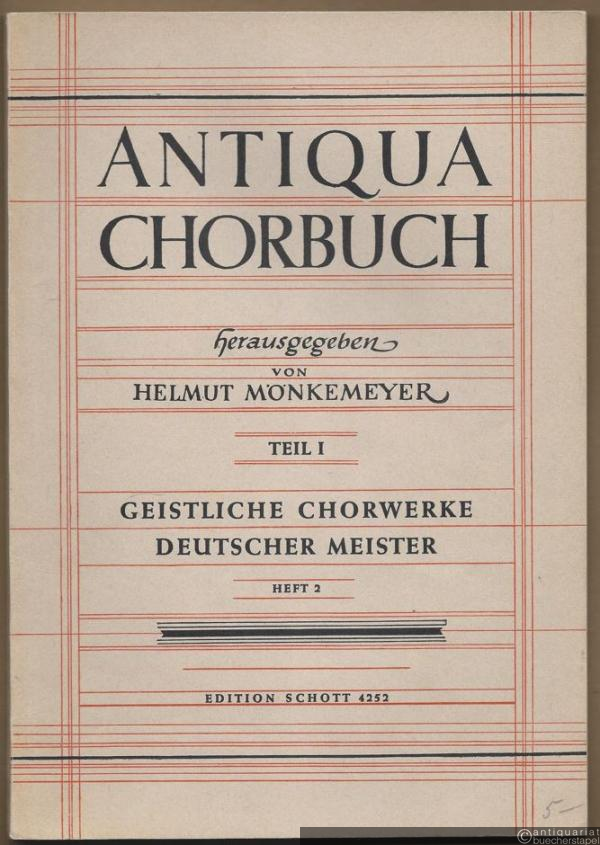 ANTIQUA
CHORBUCH
herausgegeben
VON
HELMUT MÖNKEMEYER
TEIL I
GEISTLICHE CHORWERKE
DEUTSCHER MEISTER
HEFT 2
EDITION SCHOTT 4252
5-
©antiquariat
buecherstapel